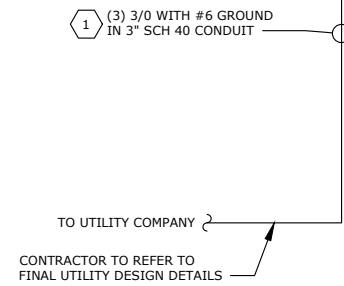 1
(3) 3/0 WITH #6 GROUND
IN 3" SCH 40 CONDUIT
TO UTILITY COMPANY
CONTRACTOR TO REFER TO
FINAL UTILITY DESIGN DETAILS